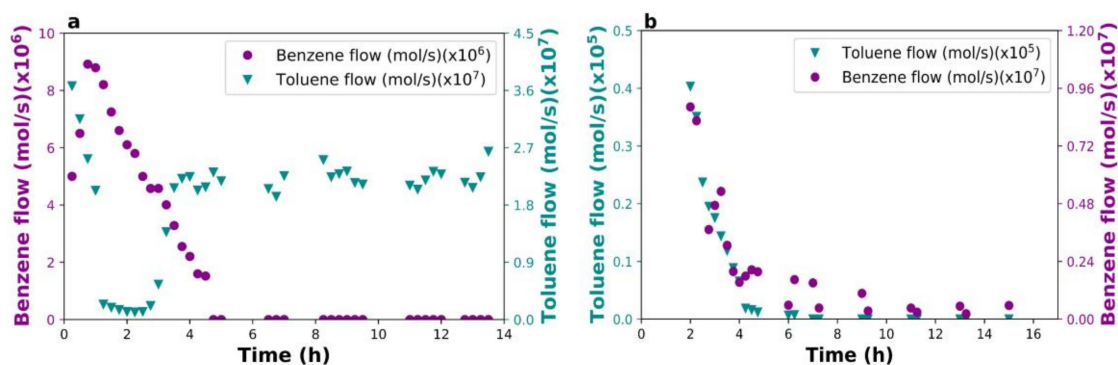 a
Benzene flow (mol/s)(x10⁶)
Toluene flow (mol/s)(x10⁷)
Benzene flow (mol/s)(x10⁶)
10
8
6
4
2
0
0 2 4 6 8 10 12 14
Time (h)
4.5
3.6
2.7
1.8
0.9
0.0
Toluene flow (mol/s)(x10⁷)
b
Toluene flow (mol/s)(x10⁵)
Benzene flow (mol/s)(x10⁷)
Toluene flow (mol/s)(x10⁵)
0.5
0.4
0.3
0.2
0.1
0.0
0 2 4 6 8 10 12 14 16
Time (h)
1.20
0.96
0.72
0.48
0.24
0.00
Benzene flow (mol/s)(x10⁷)